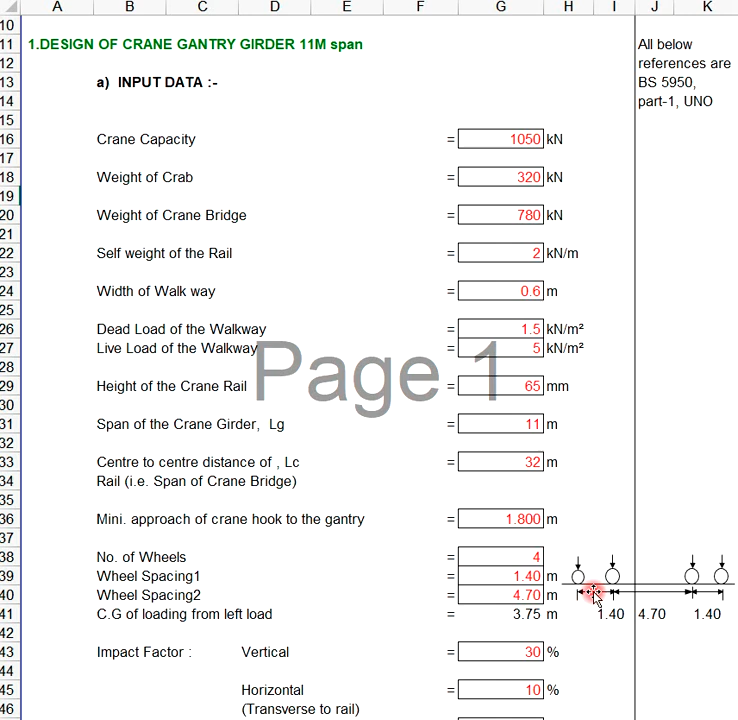 A B C D E F G H I J K
10
11 1.DESIGN OF CRANE GANTRY GIRDER 11M span All below
12 references are
13 a) INPUT DATA :- BS 5950,
14 part-1, UNO
15
16 Crane Capacity = 1050 kN
17
18 Weight of Crab = 320 kN
19
20 Weight of Crane Bridge = 780 kN
21
22 Self weight of the Rail = 2 kN/m
23
24 Width of Walk way = 0.6 m
25
26 Dead Load of the Walkway = 1.5 kN/m²
27 Live Load of the Walkway = 5 kN/m²
28
Page 1
29 Height of the Crane Rail = 65 mm
30
31 Span of the Crane Girder, Lg = 11 m
32
33 Centre to centre distance of , Lc = 32 m
34 Rail (i.e. Span of Crane Bridge)
35
36 Mini. approach of crane hook to the gantry = 1.800 m
37
38 No. of Wheels = 4
39 Wheel Spacing1 = 1.40 m
40 Wheel Spacing2 = 4.70 m
41 C.G of loading from left load = 3.75 m 1.40 4.70 1.40
42
43 Impact Factor : Vertical = 30 %
44
45 Horizontal = 10 %
46 (Transverse to rail)